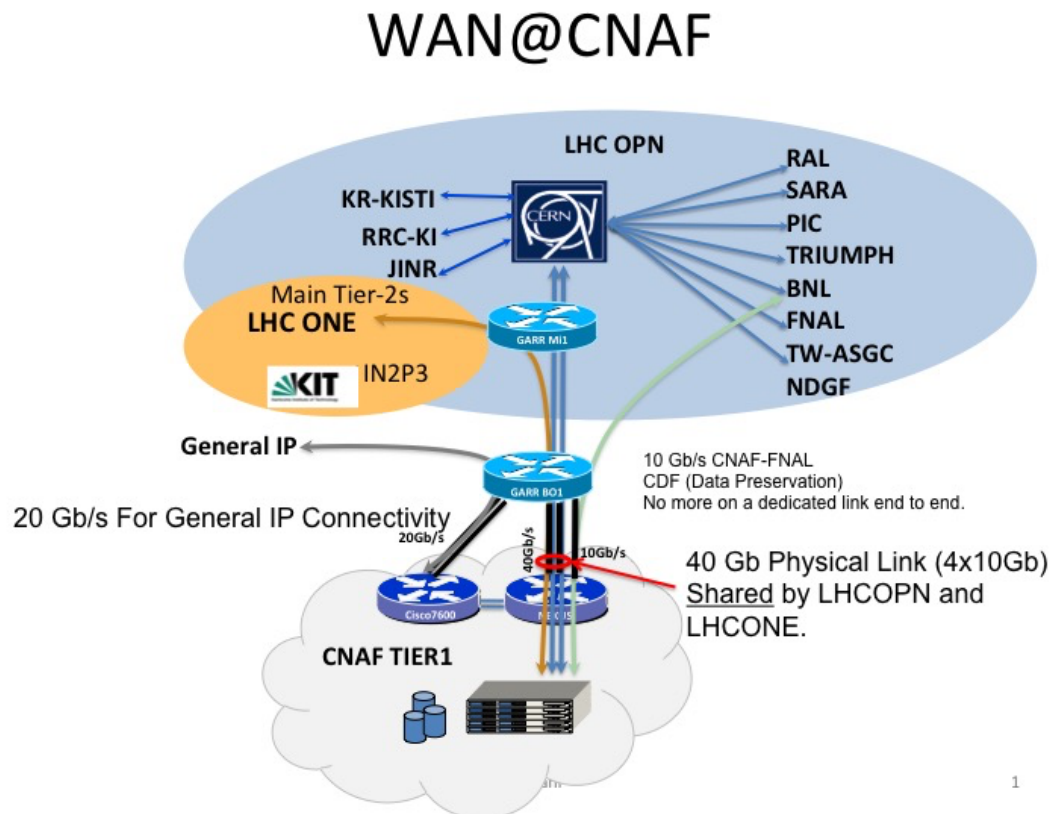 WAN@CNAF
LHC OPN
RAL
SARA
PIC
TRIUMPH
BNL
FNAL
TW-ASGC
NDGF
KR-KISTI
RRC-KI
JINR
CERN
Main Tier-2s
LHC ONE
KIT
IN2P3
GARR Mi1
General IP
GARR BO1
10 Gb/s CNAF-FNAL
CDF (Data Preservation)
No more on a dedicated link end to end.
20 Gb/s For General IP Connectivity
20Gb/s
40Gb/s
10Gb/s
40 Gb Physical Link (4x10Gb)
Shared by LHCOPN and
LHCONE.
Cisco7600
CNAF TIER1
1